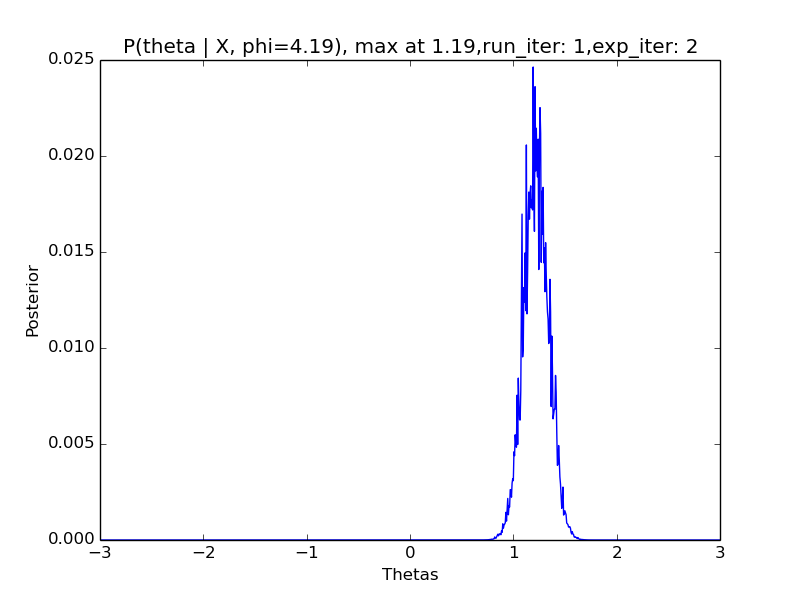 P(theta | X, phi=4.19), max at 1.19,run_iter: 1,exp_iter: 2
0.025
0.020
0.015
0.010
0.005
0.000
Posterior
−3 −2 −1 0 1 2 3
Thetas